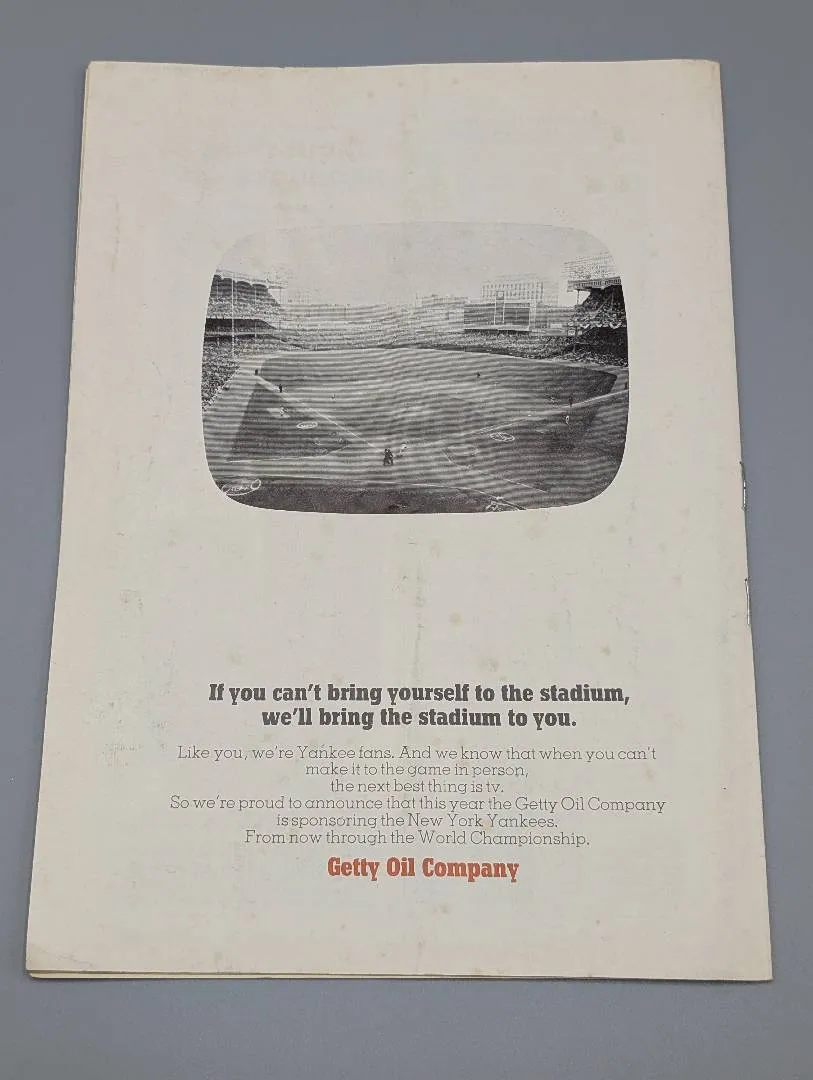 If you can't bring yourself to the stadium,
we'll bring the stadium to you.
Like you, we're Yankee fans. And we know that when you can't
make it to the game in person,
the next best thing is tv.
So we're proud to announce that this year the Getty Oil Company
is sponsoring the New York Yankees.
From now through the World Championship.
Getty Oil Company